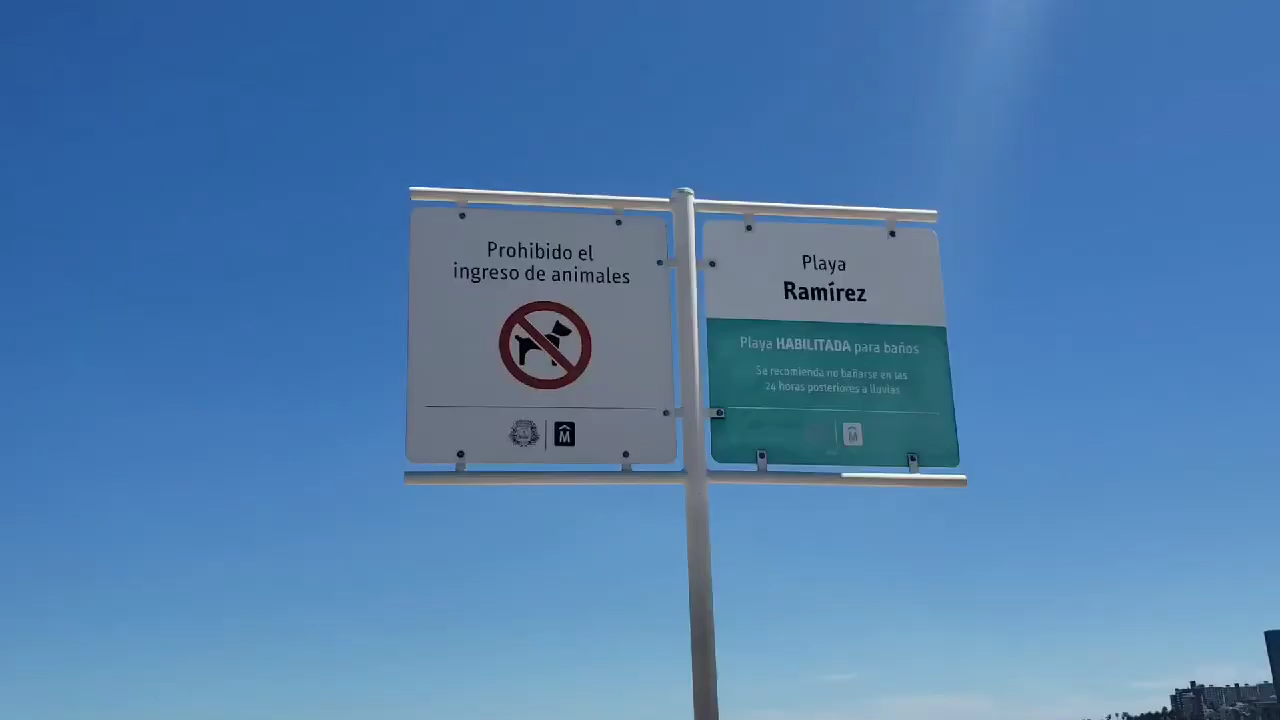 Prohibido el
ingreso de animales
M
Playa
Ramírez
Playa HABILITADA para baños
Se recomienda no bañarse en las
24 horas posteriores a lluvias
M